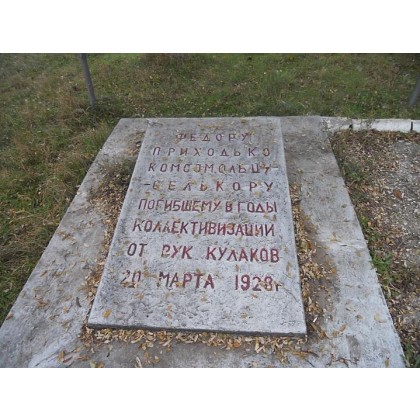 ФЕДОРУ
ПРИХОДЬКО
КОМСОМОЛЬЦУ-
-СЕЛЬКОРУ
ПОГИБШЕМУ В ГОДЫ
КОЛЛЕКТИВИЗАЦИИ
ОТ РУК КУЛАКОВ
20 МАРТА 1928г